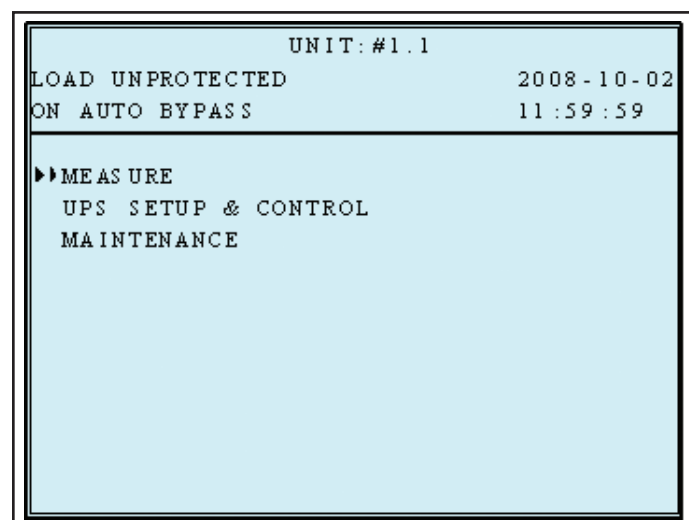 UNIT:#1.1
LOAD UNPROTECTED 2008-10-02
ON AUTO BYPASS 11:59:59
MEASURE
UPS SETUP & CONTROL
MAINTENANCE